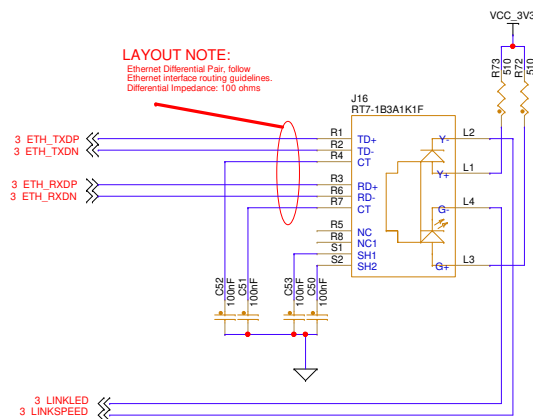 VCC_3V3
LAYOUT NOTE:
Ethernet Differential Pair, follow
Ethernet interface routing guidelines.
Differential Impedance: 100 ohms
R73
510
R72
510
J16
RT7-1B3A1K1F
3 ETH_TXDP
3 ETH_TXDN
R1 TD+
R2 TD-
R4 CT
Y- L2
Y+ L1
3 ETH_RXDP
3 ETH_RXDN
R3 RD+
R6 RD-
R7 CT
G- L4
R5 NC
R8 NC1
S1 SH1
S2 SH2
G+ L3
C52
100nF
C51
100nF
C53
100nF
C50
100nF
3 LINKLED
3 LINKSPEED